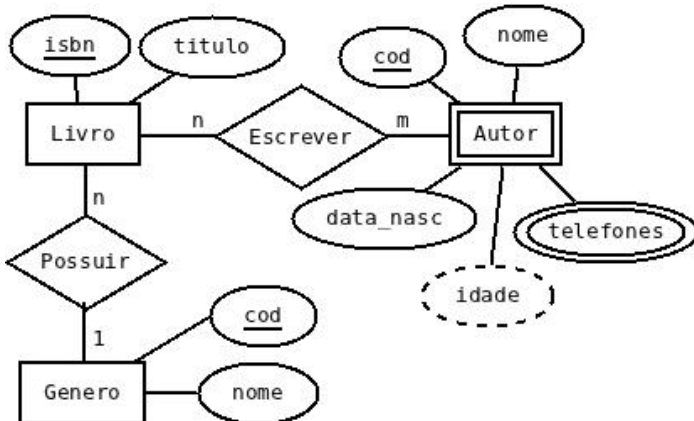 isbn
titulo
cod
nome
Livro
n
Escrever
m
Autor
n
data_nasc
telefones
Possuir
idade
1
cod
Genero
nome